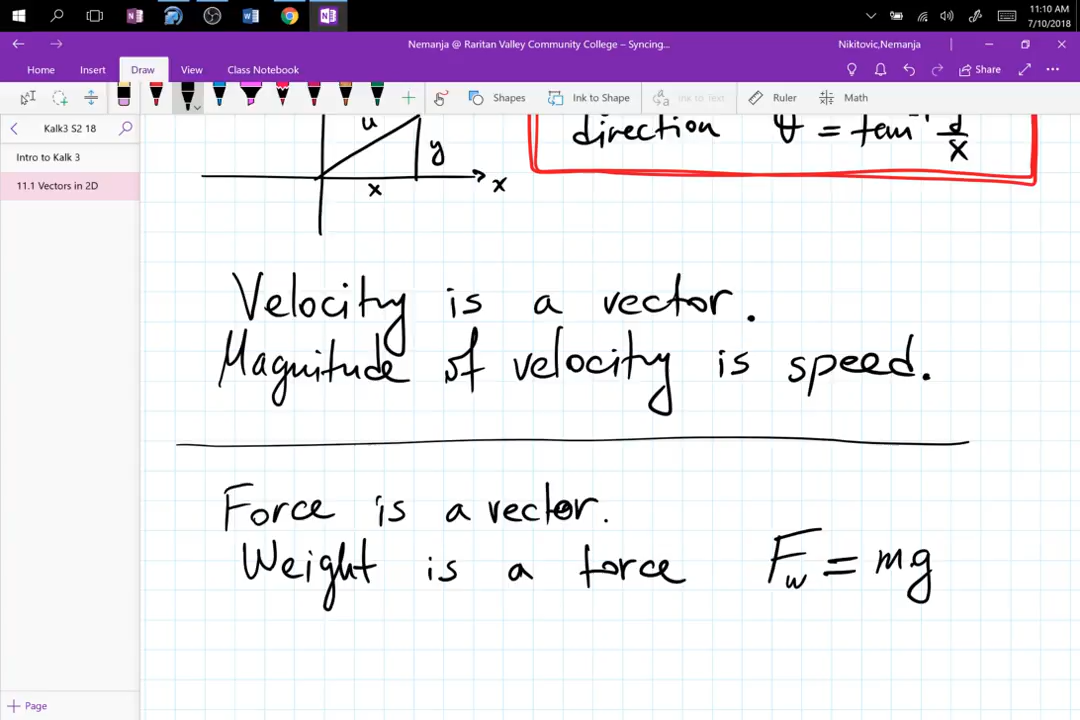 11:10 AM
7/10/2018
Nemanja @ Raritan Valley Community College – Syncing...
Nikitovic,Nemanja
Home Insert Draw View Class Notebook
Share
Shapes Ink to Shape Ink to Text Ruler Math
Kalk3 S2 18
Intro to Kalk 3
11.1 Vectors in 2D
u
y
x
x
direction = tan⁻¹ x
Velocity is a vector.
Magnitude of velocity is speed.
Force is a vector.
Weight is a force F_w = mg
Page